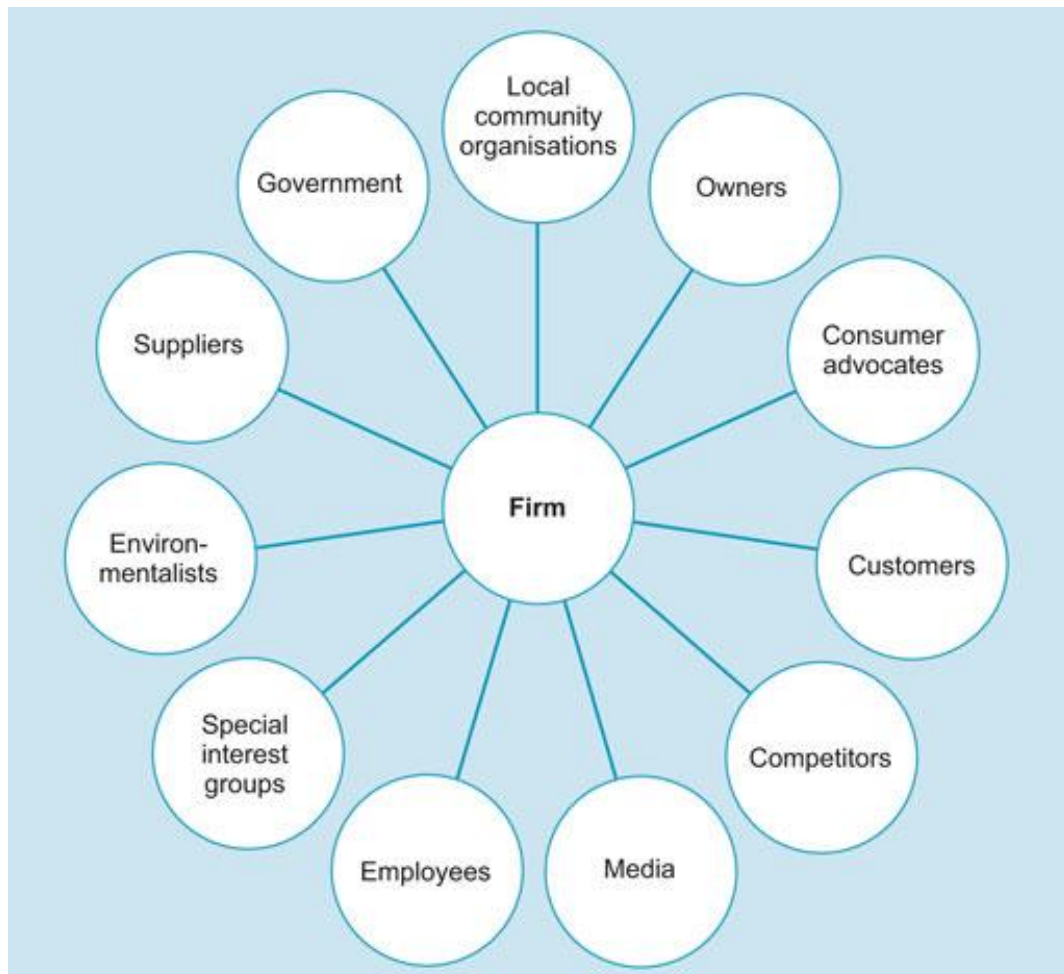 Local
community
organisations
Government
Owners
Suppliers
Consumer
advocates
Firm
Environ-
mentalists
Customers
Special
interest
groups
Competitors
Employees
Media